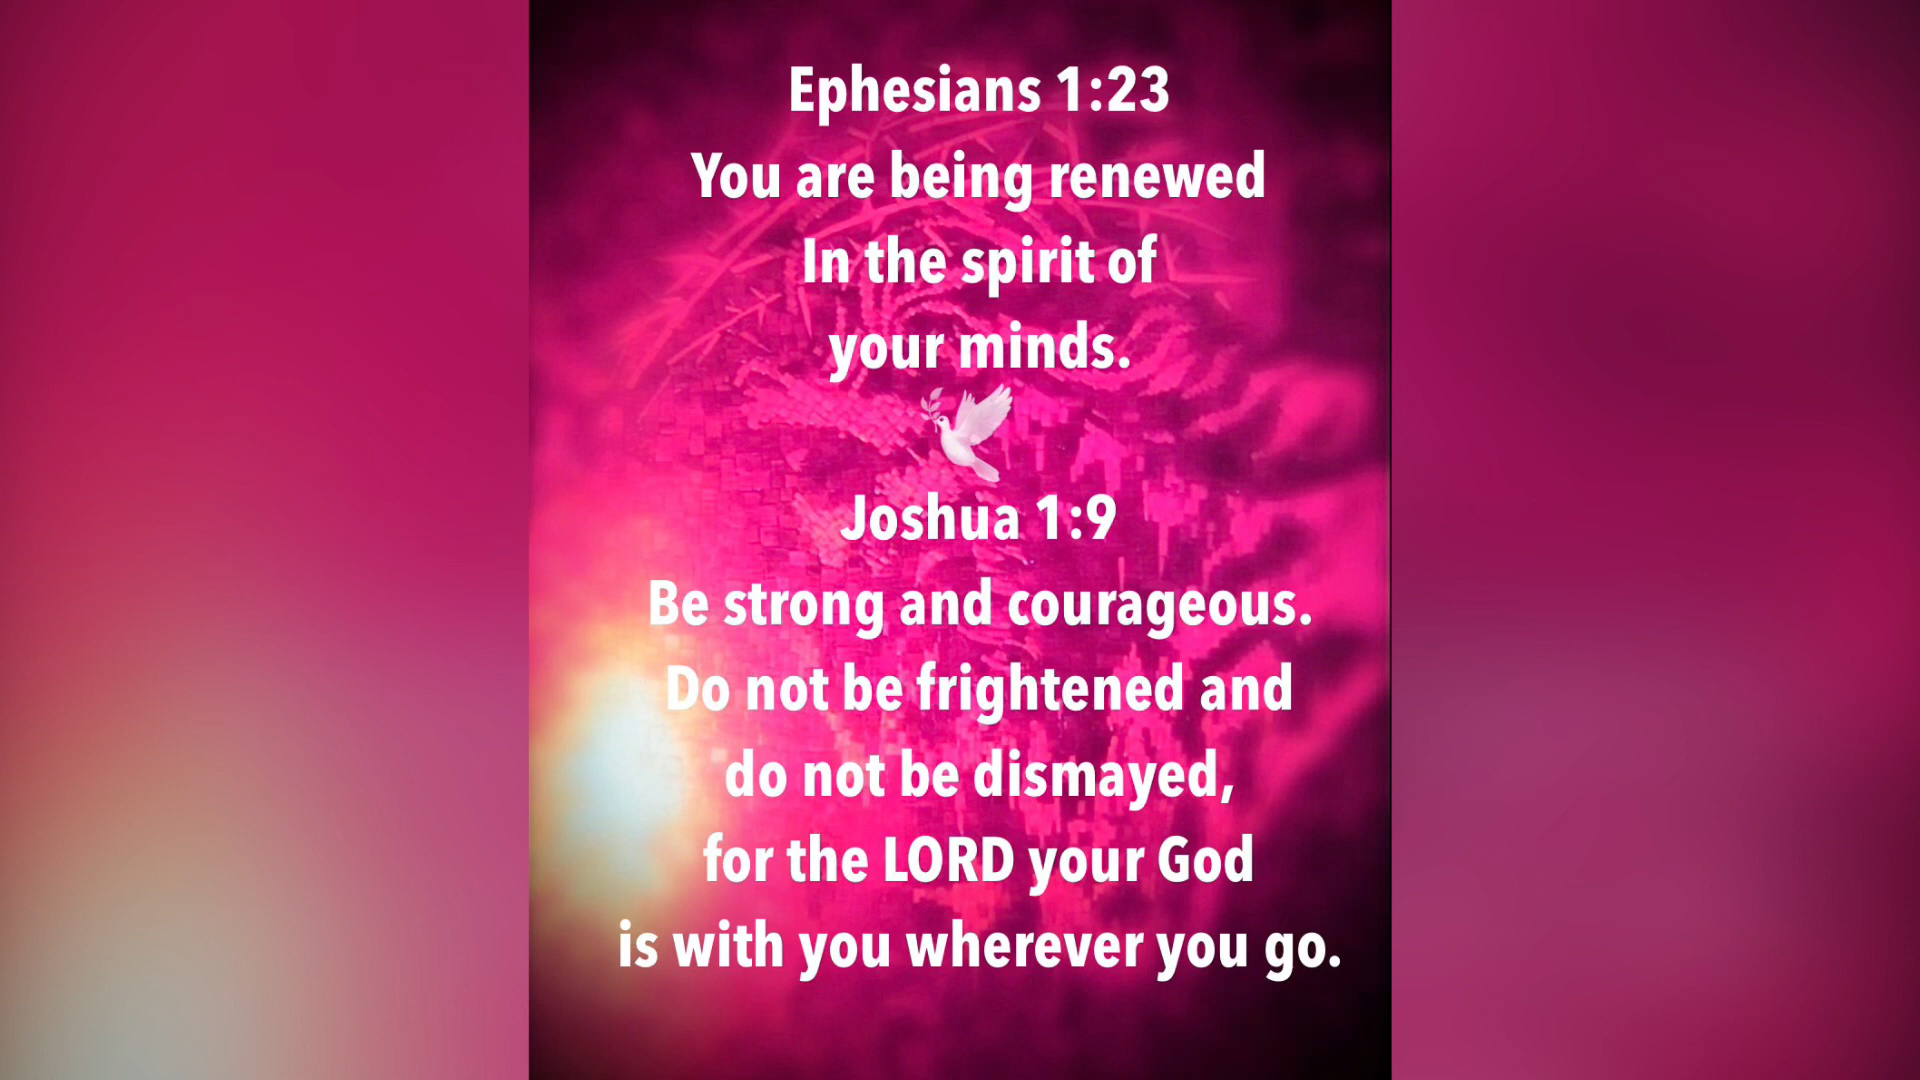 Ephesians 1:23
You are being renewed
In the spirit of
your minds.
Joshua 1:9
Be strong and courageous.
Do not be frightened and
do not be dismayed,
for the LORD your God
is with you wherever you go.